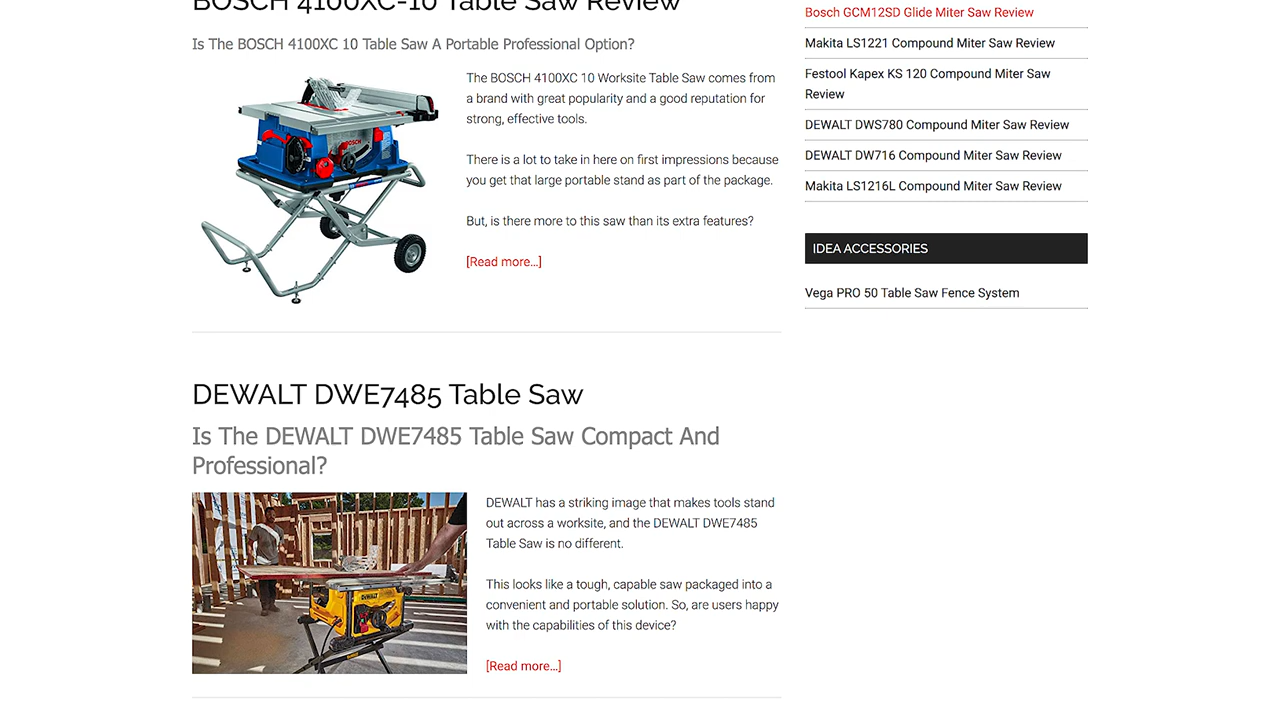 BOSCH 4100XC-10 Table Saw Review
Is The BOSCH 4100XC 10 Table Saw A Portable Professional Option?
BOSCH
The BOSCH 4100XC 10 Worksite Table Saw comes from
a brand with great popularity and a good reputation for
strong, effective tools.
There is a lot to take in here on first impressions because
you get that large portable stand as part of the package.
But, is there more to this saw than its extra features?
[Read more...]
DEWALT DWE7485 Table Saw
Is The DEWALT DWE7485 Table Saw Compact And
Professional?
DEWALT
DEWALT has a striking image that makes tools stand
out across a worksite, and the DEWALT DWE7485
Table Saw is no different.
This looks like a tough, capable saw packaged into a
convenient and portable solution. So, are users happy
with the capabilities of this device?
[Read more...]
Bosch GCM12SD Glide Miter Saw Review
Makita LS1221 Compound Miter Saw Review
Festool Kapex KS 120 Compound Miter Saw
Review
DEWALT DWS780 Compound Miter Saw Review
DEWALT DW716 Compound Miter Saw Review
Makita LS1216L Compound Miter Saw Review
IDEA ACCESSORIES
Vega PRO 50 Table Saw Fence System